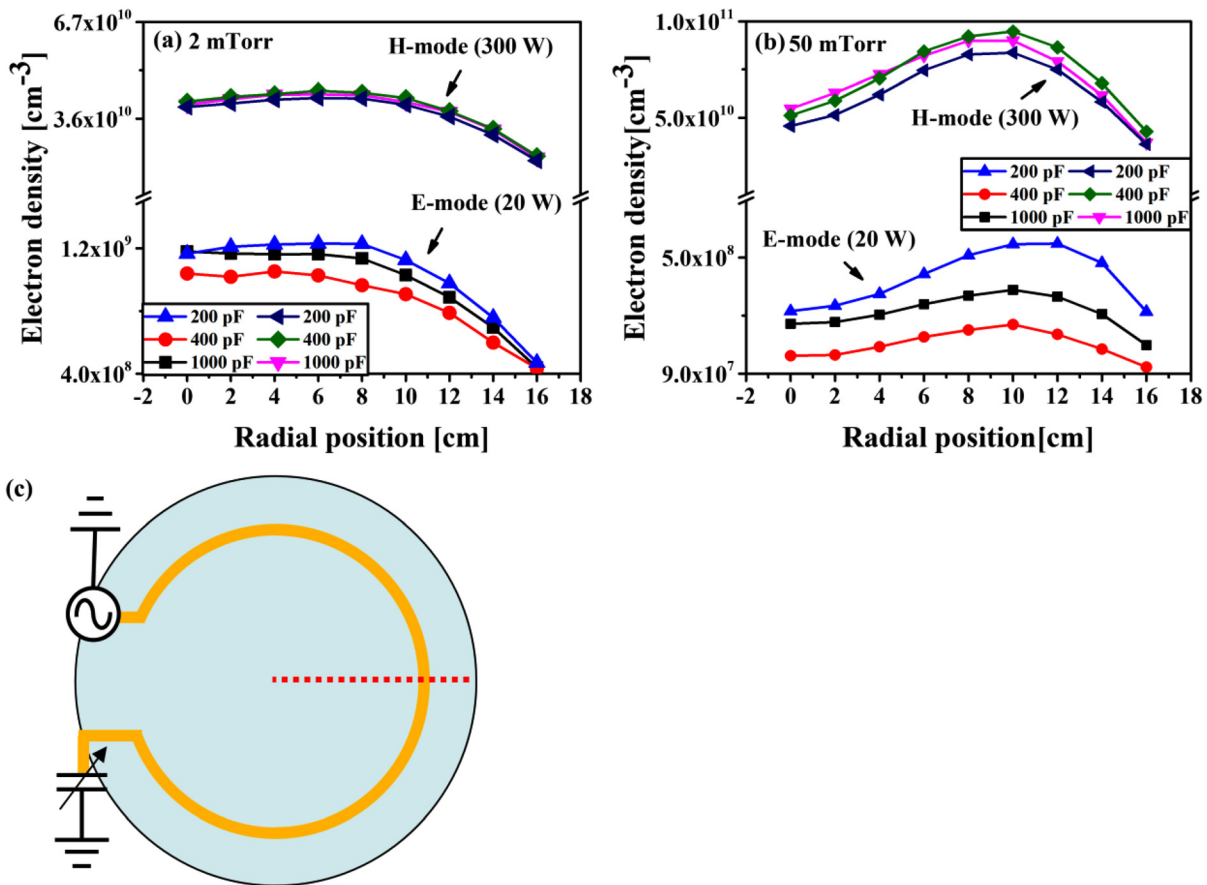 (a) 2 mTorr
H-mode (300 W)
E-mode (20 W)
Electron density [cm-3]
6.7x10^10
3.6x10^10
1.2x10^9
4.0x10^8
200 pF 200 pF
400 pF 400 pF
1000 pF 1000 pF
-2 0 2 4 6 8 10 12 14 16 18
Radial position [cm]
(b) 50 mTorr
H-mode (300 W)
E-mode (20 W)
Electron density[cm-3]
1.0x10^11
5.0x10^10
5.0x10^8
9.0x10^7
200 pF 200 pF
400 pF 400 pF
1000 pF 1000 pF
-2 0 2 4 6 8 10 12 14 16 18
Radial position[cm]
(c)